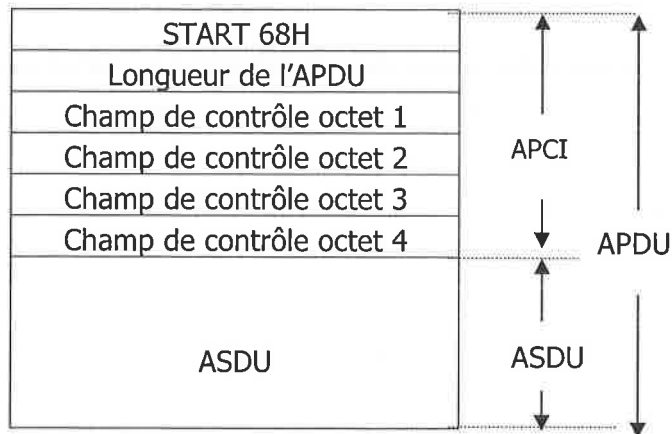 START 68H
Longueur de l'APDU
Champ de contrôle octet 1
Champ de contrôle octet 2
Champ de contrôle octet 3
Champ de contrôle octet 4
ASDU
APCI
ASDU
APDU